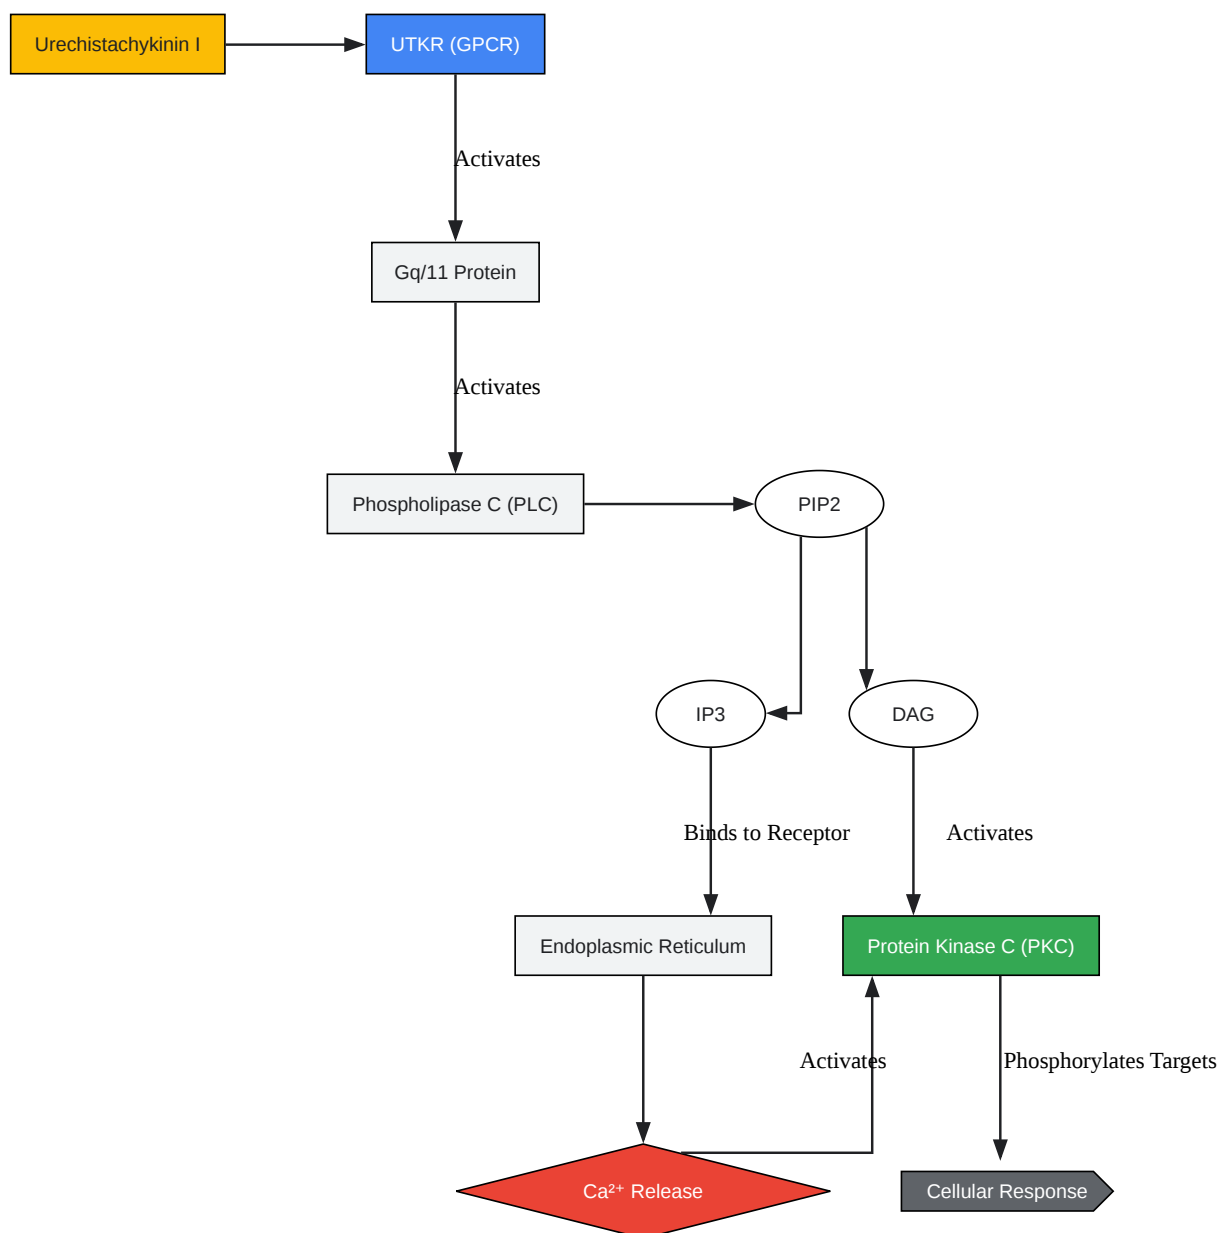 Urechistachykinin I
UTKR (GPCR)
Activates
Gq/11 Protein
Activates
Phospholipase C (PLC)
PIP2
IP3
DAG
Binds to Receptor
Activates
Endoplasmic Reticulum
Protein Kinase C (PKC)
Activates
Phosphorylates Targets
Ca²⁺ Release
Cellular Response